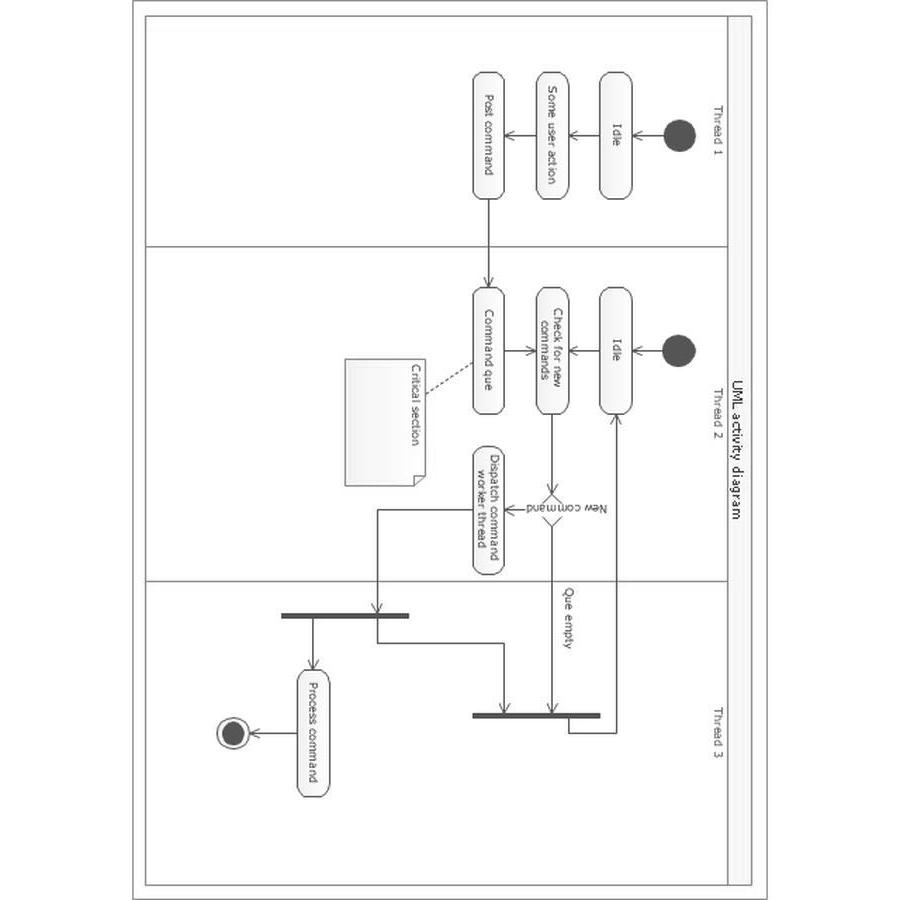 UML activity diagram
Thread 1
Thread 2
Thread 3
Idle
Idle
Some user action
Check for new
commands
New command
Que empty
Post command
Command que
Dispatch command
worker thread
Critical section
Process command